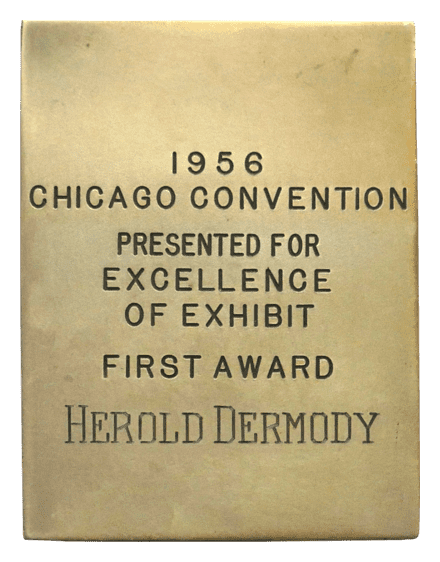 1956
CHICAGO CONVENTION
PRESENTED FOR
EXCELLENCE
OF EXHIBIT
FIRST AWARD
HEROLD DERMODY